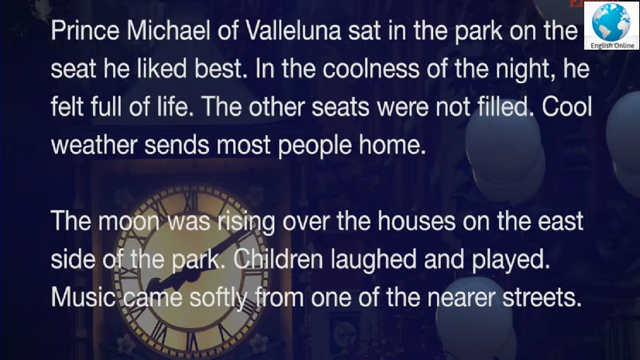 Prince Michael of Valleluna sat in the park on the
seat he liked best. In the coolness of the night, he
felt full of life. The other seats were not filled. Cool
weather sends most people home.
The moon was rising over the houses on the east
side of the park. Children laughed and played.
Music came softly from one of the nearer streets.
English Online